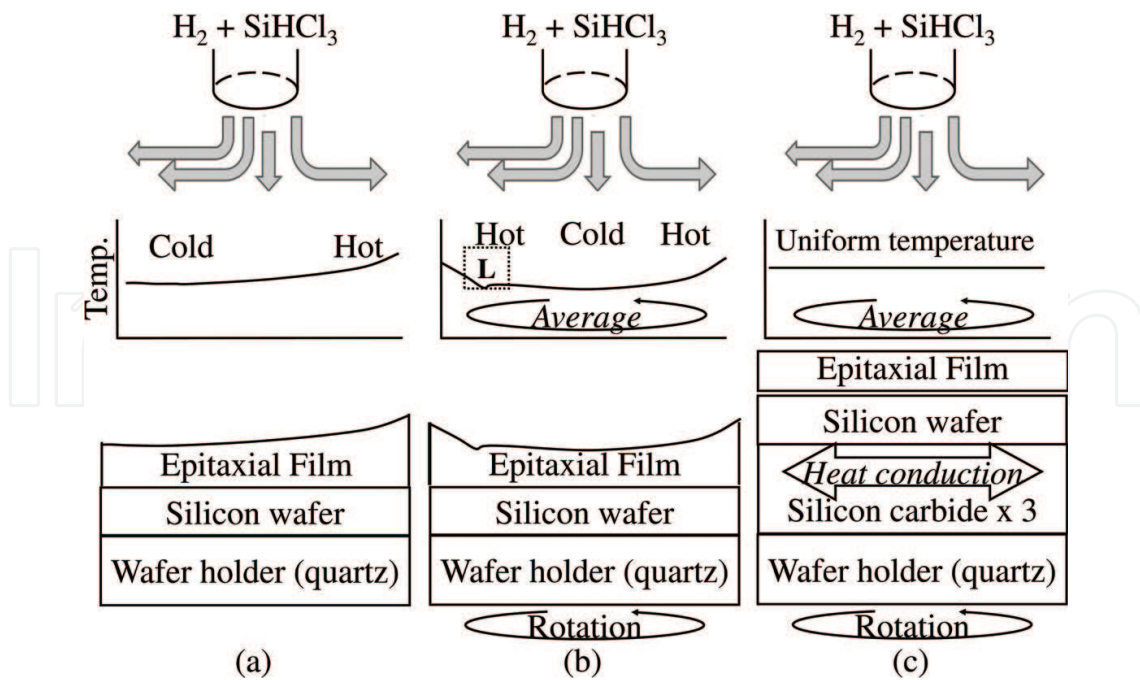 H₂ + SiHCl₃
Temp.
Cold Hot
Epitaxial Film
Silicon wafer
Wafer holder (quartz)
(a)
H₂ + SiHCl₃
Hot Cold Hot
L
Average
Epitaxial Film
Silicon wafer
Wafer holder (quartz)
Rotation
(b)
H₂ + SiHCl₃
Uniform temperature
Average
Epitaxial Film
Silicon wafer
Heat conduction
Silicon carbide x 3
Wafer holder (quartz)
Rotation
(c)